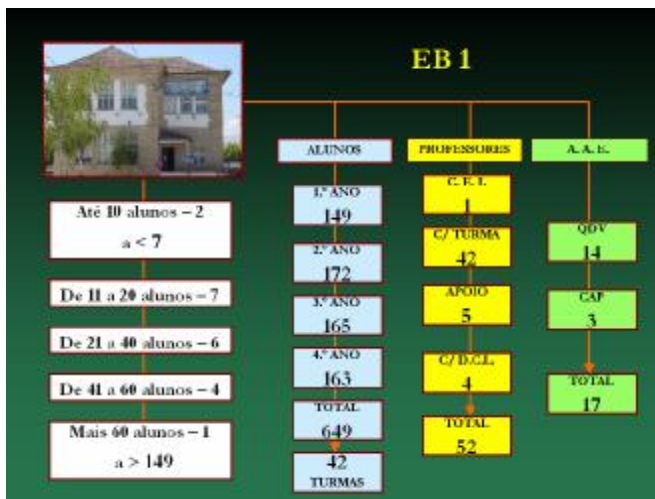 EB 1
Até 10 alunos – 2
a < 7
De 11 a 20 alunos – 7
De 21 a 40 alunos – 6
De 41 a 60 alunos – 4
Mais 60 alunos – 1
a > 149
ALUNOS
1.º ANO
149
2.º ANO
172
3.º ANO
165
4.º ANO
163
TOTAL
649
42
TURMAS
PROFESSORES
C. E. I.
1
C/ TURMA
42
APOIO
5
C/ D.C.L.
4
TOTAL
52
A. A. E.
QDV
14
CAP
3
TOTAL
17